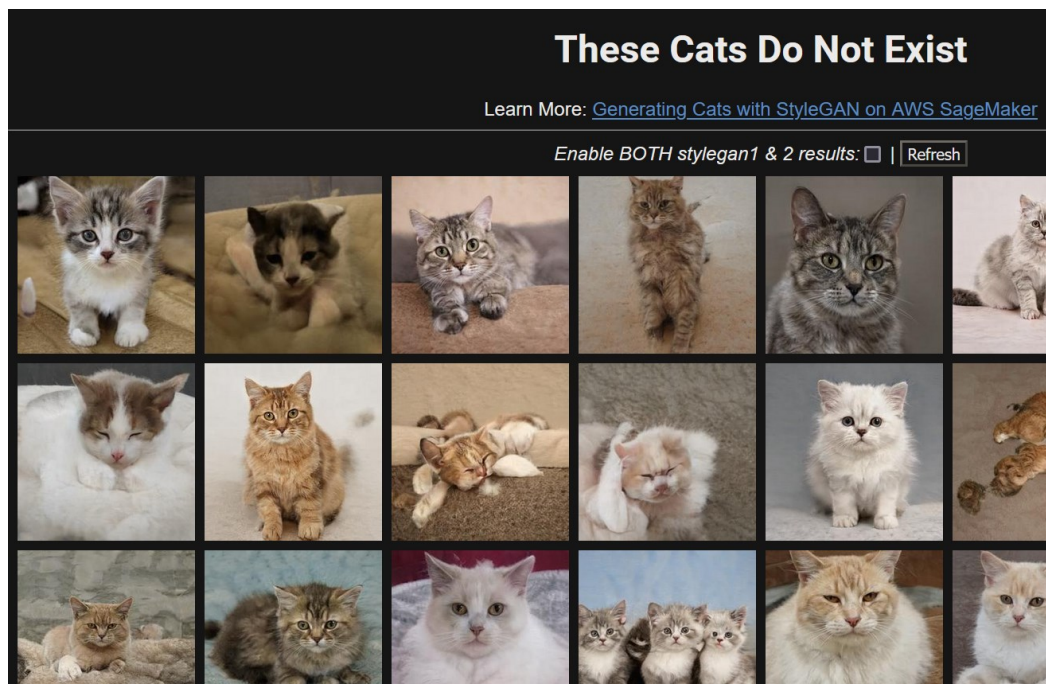 These Cats Do Not Exist
Learn More: Generating Cats with StyleGAN on AWS SageMaker
Enable BOTH stylegan1 & 2 results: | Refresh